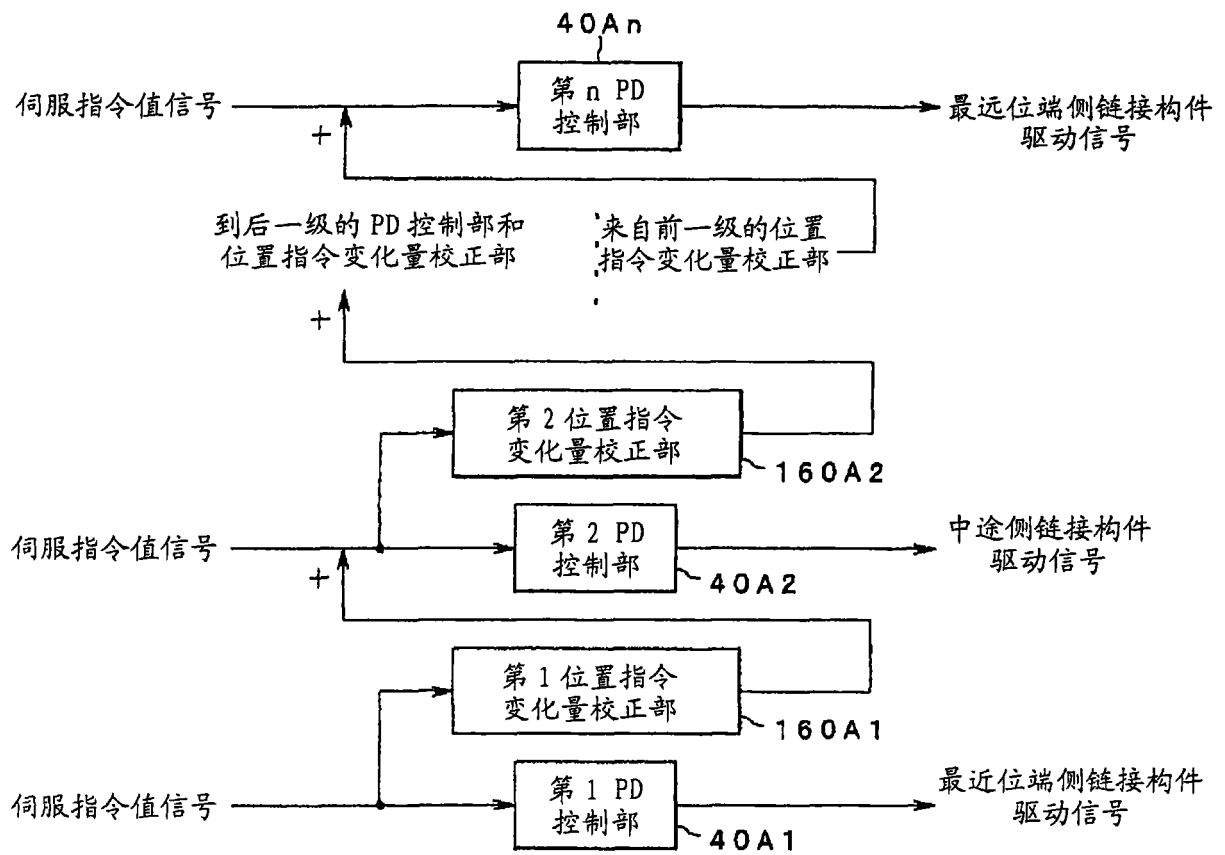 40An
伺服指令值信号
第 n PD
控制部
最远位端侧链接构件
驱动信号
+
到后一级的 PD 控制部和
位置指令变化量校正部
来自前一级的位置
指令变化量校正部
+
第 2 位置指令
变化量校正部
160A2
伺服指令值信号
第 2 PD
控制部
中途侧链接构件
驱动信号
+
40A2
第 1 位置指令
变化量校正部
160A1
伺服指令值信号
第 1 PD
控制部
最近位端侧链接构件
驱动信号
40A1